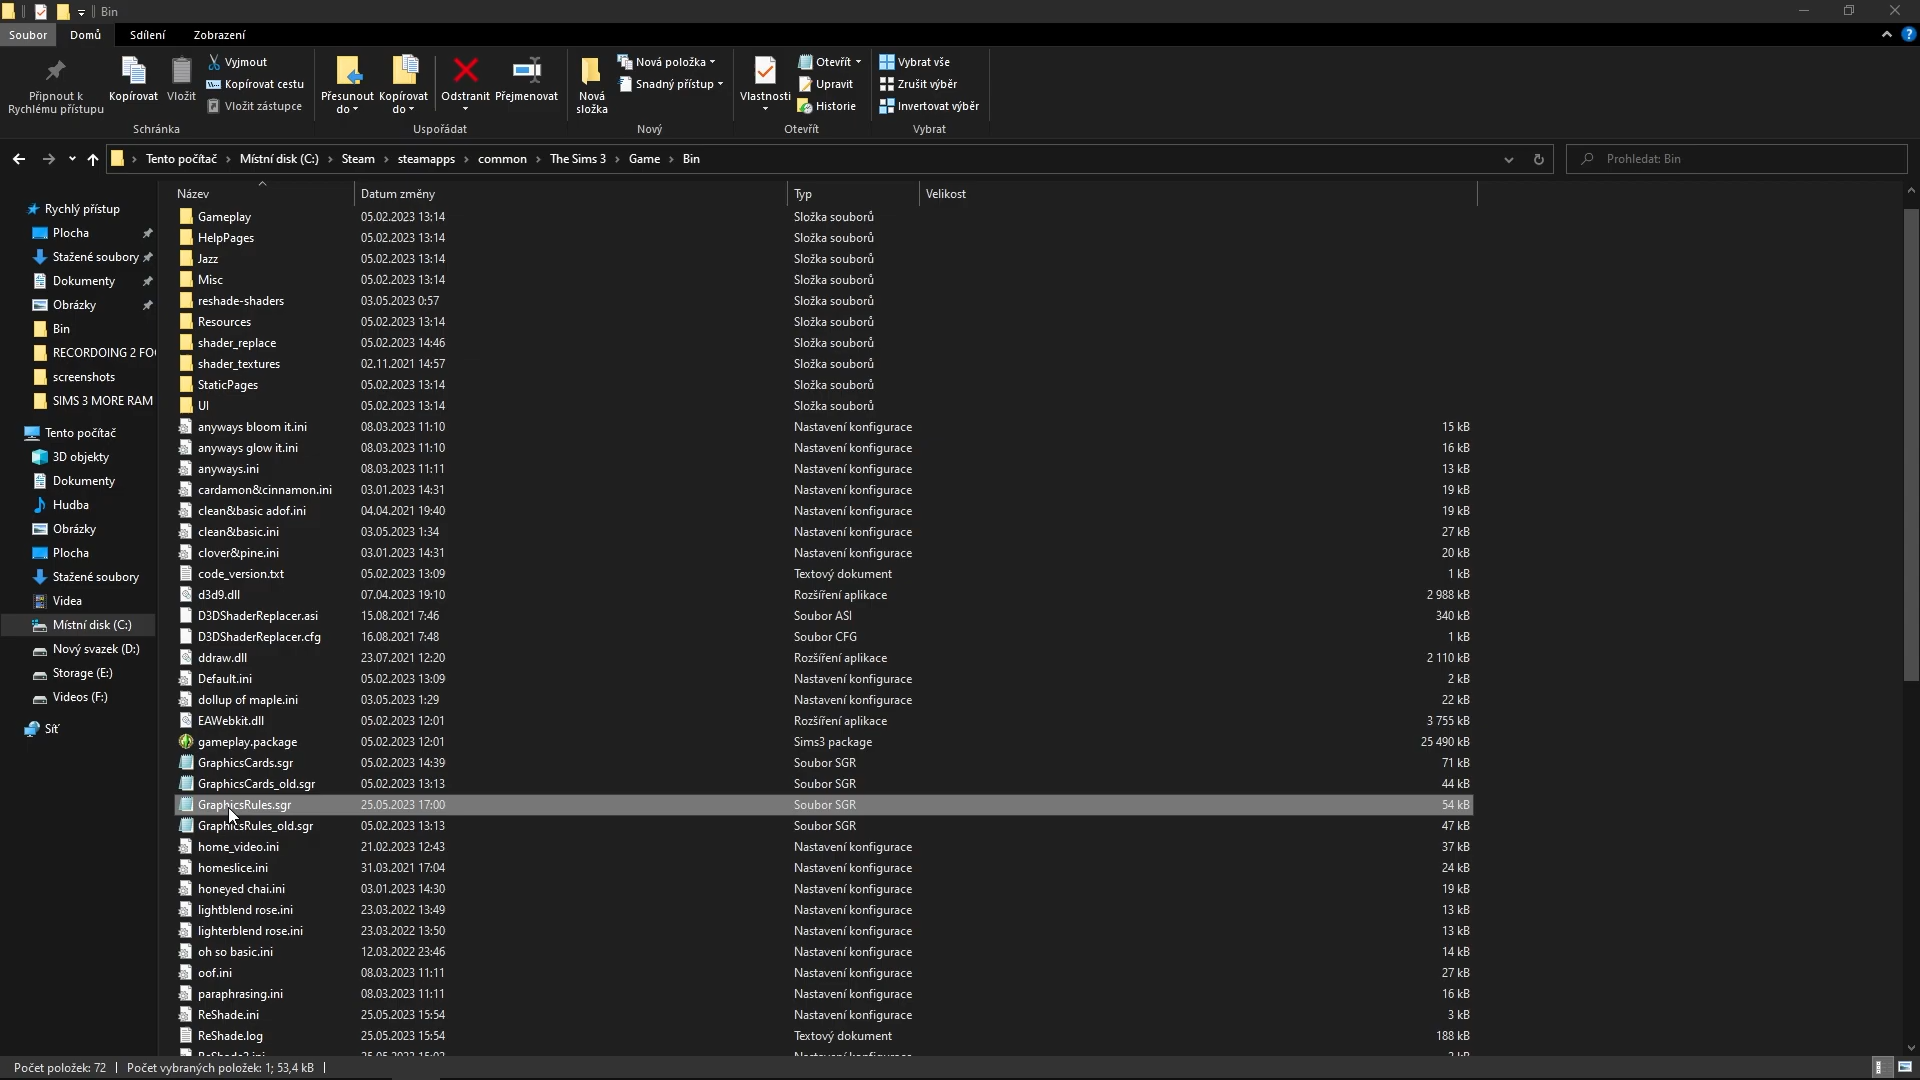 Bin
Soubor Domů Sdílení Zobrazení
Připnout k Rychlému přístupu
Kopírovat
Vložit
Vyjmout
Kopírovat cestu
Vložit zástupce
Schránka
Přesunout do
Kopírovat do
Odstranit
Přejmenovat
Uspořádat
Nová složka
Nová položka
Snadný přístup
Nový
Vlastnosti
Otevřít
Upravit
Historie
Otevřít
Vybrat vše
Zrušit výběr
Invertovat výběr
Vybrat
Tento počítač › Místní disk (C:) › Steam › steamapps › common › The Sims 3 › Game › Bin
Prohledat: Bin
Rychlý přístup
Plocha
Stažené soubory
Dokumenty
Obrázky
Bin
RECORDOING 2 FO
screenshots
SIMS 3 MORE RAM
Tento počítač
3D objekty
Dokumenty
Hudba
Obrázky
Plocha
Stažené soubory
Videa
Místní disk (C:)
Nový svazek (D:)
Storage (E:)
Videos (F:)
Síť
Název Datum změny Typ Velikost
Gameplay 05.02.2023 13:14 Složka souborů
HelpPages 05.02.2023 13:14 Složka souborů
Jazz 05.02.2023 13:14 Složka souborů
Misc 05.02.2023 13:14 Složka souborů
reshade-shaders 03.05.2023 0:57 Složka souborů
Resources 05.02.2023 13:14 Složka souborů
shader_replace 05.02.2023 14:46 Složka souborů
shader_textures 02.11.2021 14:57 Složka souborů
StaticPages 05.02.2023 13:14 Složka souborů
UI 05.02.2023 13:14 Složka souborů
anyways bloom it.ini 08.03.2023 11:10 Nastavení konfigurace 15 kB
anyways glow it.ini 08.03.2023 11:10 Nastavení konfigurace 16 kB
anyways.ini 08.03.2023 11:11 Nastavení konfigurace 13 kB
cardamon&cinnamon.ini 03.01.2023 14:31 Nastavení konfigurace 19 kB
clean&basic adof.ini 04.04.2021 19:40 Nastavení konfigurace 19 kB
clean&basic.ini 03.05.2023 1:34 Nastavení konfigurace 27 kB
clover&pine.ini 03.01.2023 14:31 Nastavení konfigurace 20 kB
code_version.txt 05.02.2023 13:09 Textový dokument 1 kB
d3d9.dll 07.04.2023 19:10 Rozšíření aplikace 2 988 kB
D3DShaderReplacer.asi 15.08.2021 7:46 Soubor ASI 340 kB
D3DShaderReplacer.cfg 16.08.2021 7:48 Soubor CFG 1 kB
ddraw.dll 23.07.2021 12:20 Rozšíření aplikace 2 110 kB
Default.ini 05.02.2023 13:09 Nastavení konfigurace 2 kB
dollup of maple.ini 03.05.2023 1:29 Nastavení konfigurace 22 kB
EAWebkit.dll 05.02.2023 12:01 Rozšíření aplikace 3 755 kB
gameplay.package 05.02.2023 12:01 Sims3 package 25 490 kB
GraphicsCards.sgr 05.02.2023 14:39 Soubor SGR 71 kB
GraphicsCards_old.sgr 05.02.2023 13:13 Soubor SGR 44 kB
GraphicsRules.sgr 25.05.2023 17:00 Soubor SGR 54 kB
GraphicsRules_old.sgr 05.02.2023 13:13 Soubor SGR 47 kB
home_video.ini 21.02.2023 12:43 Nastavení konfigurace 37 kB
homeslice.ini 31.03.2021 17:04 Nastavení konfigurace 24 kB
honeyed chai.ini 03.01.2023 14:30 Nastavení konfigurace 19 kB
lightblend rose.ini 23.03.2022 13:49 Nastavení konfigurace 13 kB
lighterblend rose.ini 23.03.2022 13:50 Nastavení konfigurace 13 kB
oh so basic.ini 12.03.2022 23:46 Nastavení konfigurace 14 kB
oof.ini 08.03.2023 11:11 Nastavení konfigurace 27 kB
paraphrasing.ini 08.03.2023 11:11 Nastavení konfigurace 16 kB
ReShade.ini 25.05.2023 15:54 Nastavení konfigurace 3 kB
ReShade.log 25.05.2023 15:54 Textový dokument 188 kB
Počet položek: 72 Počet vybraných položek: 1; 53,4 kB